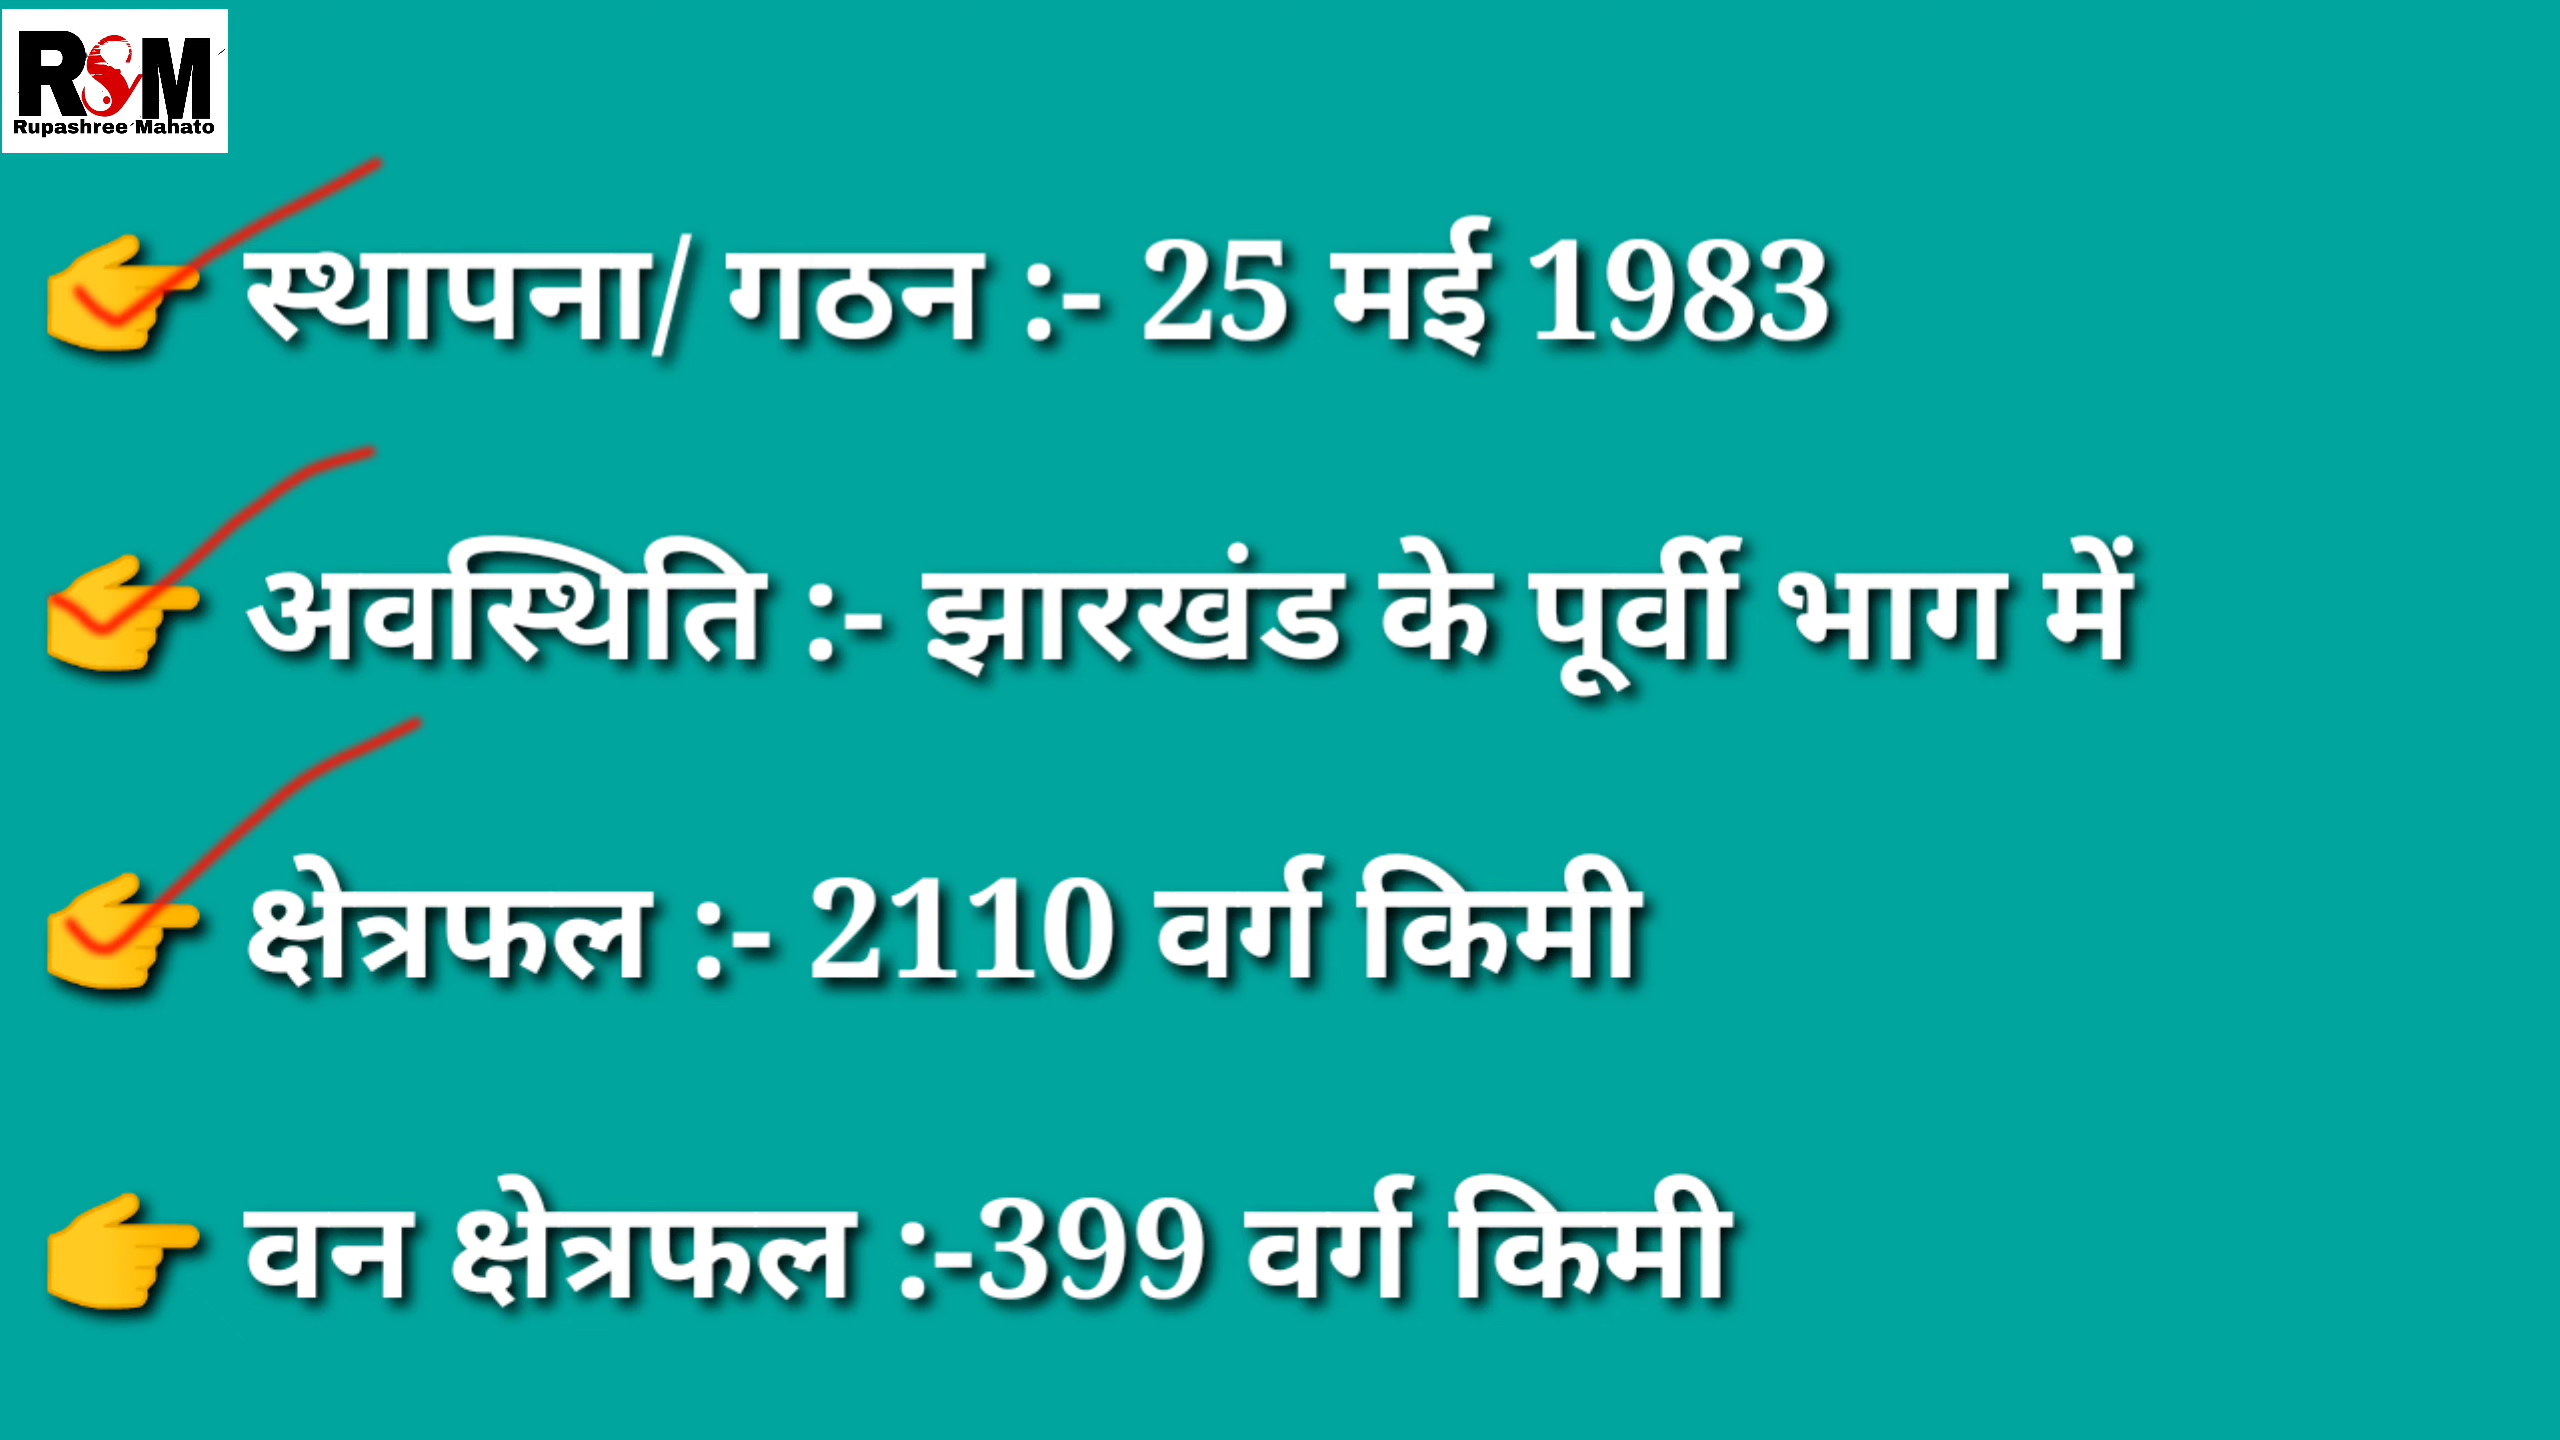 RSM
Rupashree Mahato
👉 स्थापना/ गठन :- 25 मई 1983
👉 अवस्थिति :- झारखंड के पूर्वी भाग में
👉 क्षेत्रफल :- 2110 वर्ग किमी
👉 वन क्षेत्रफल :-399 वर्ग किमी